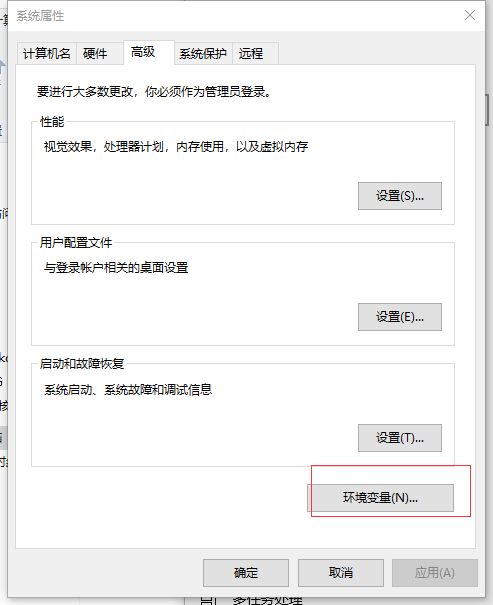 系统属性
计算机名
硬件
高级
系统保护
远程
要进行大多数更改，你必须作为管理员登录。
性能
视觉效果，处理器计划，内存使用，以及虚拟内存
设置(S)...
用户配置文件
与登录帐户相关的桌面设置
设置(E)...
启动和故障恢复
系统启动、系统故障和调试信息
设置(T)...
环境变量(N)...
确定
取消
应用(A)
多任务处理